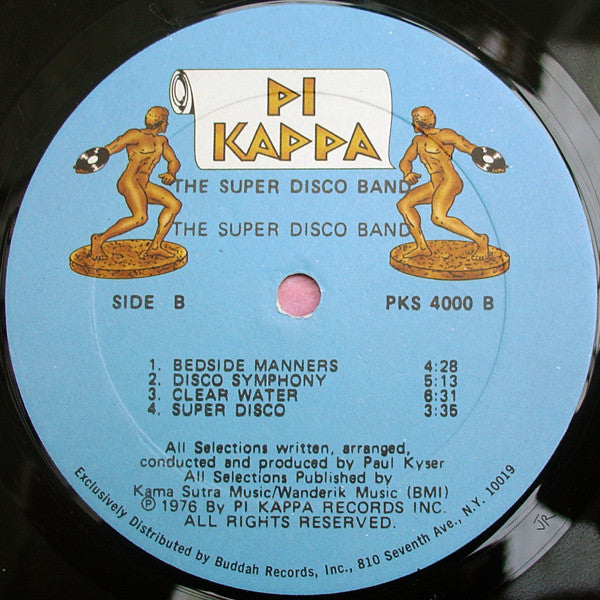 PI
KAPPA
THE SUPER DISCO BAND
THE SUPER DISCO BAND
SIDE B
PKS 4000 B
1. BEDSIDE MANNERS 4:28
2. DISCO SYMPHONY 5:13
3. CLEAR WATER 6:31
4. SUPER DISCO 3:35
All Selections written, arranged,
conducted and produced by Paul Kyser
All Selections Published by
Kama Sutra Music/Wanderik Music (BMI)
Ⓟ 1976 By PI KAPPA RECORDS INC.
ALL RIGHTS RESERVED.
Exclusively Distributed by Buddah Records, Inc., 810 Seventh Ave., N.Y. 10019
JR